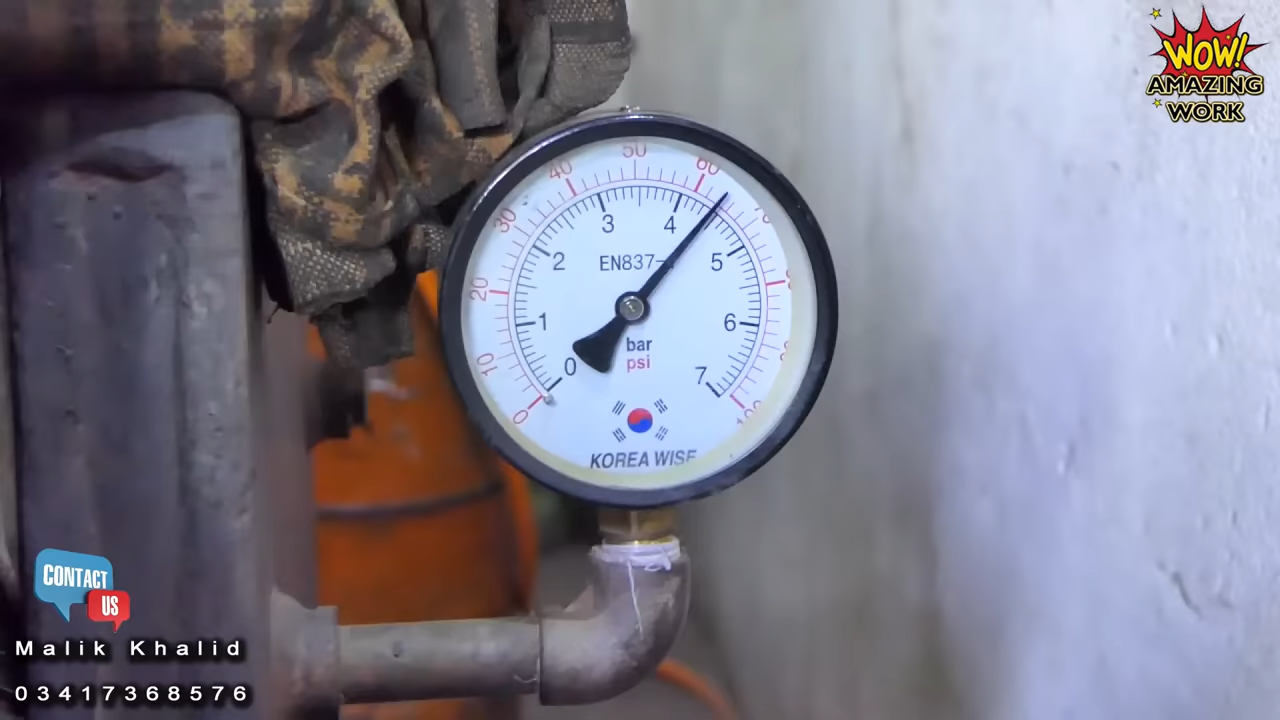 WOW!
AMAZING
WORK
50
40
60
30
3
4
2
EN837-
5
20
1
6
bar
psi
10
0
7
0
KOREA WISE
CONTACT
US
Malik Khalid
03417368576